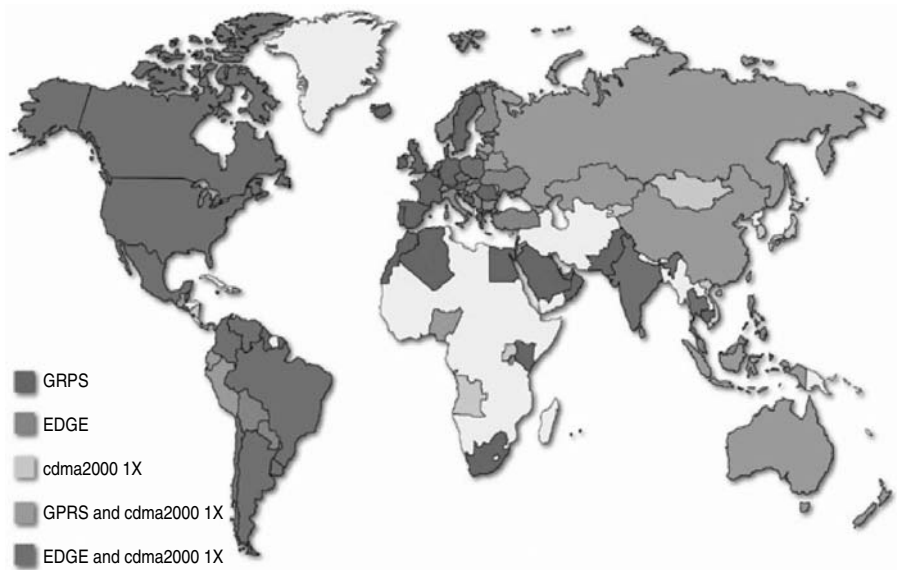 GRPS
EDGE
cdma2000 1X
GPRS and cdma2000 1X
EDGE and cdma2000 1X